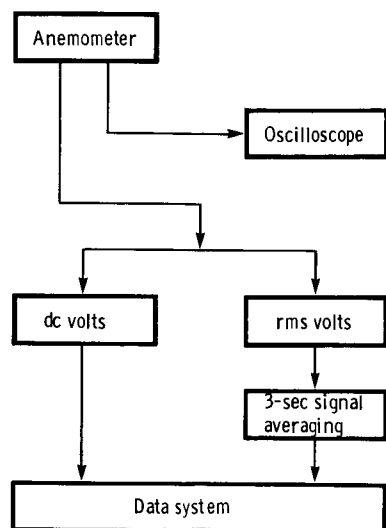 Anemometer
Oscilloscope
dc volts
rms volts
3-sec signal
averaging
Data system